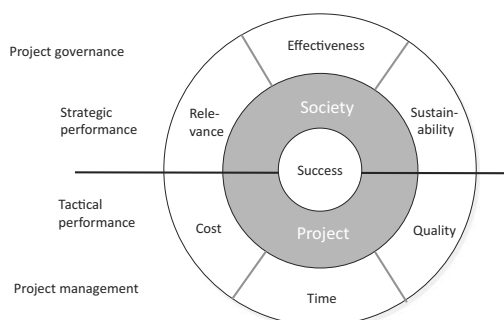 Project governance
Effectiveness
Strategic
performance
Rele-
vance
Society
Sustain-
ability
Success
Tactical
performance
Cost
Project
Quality
Project management
Time